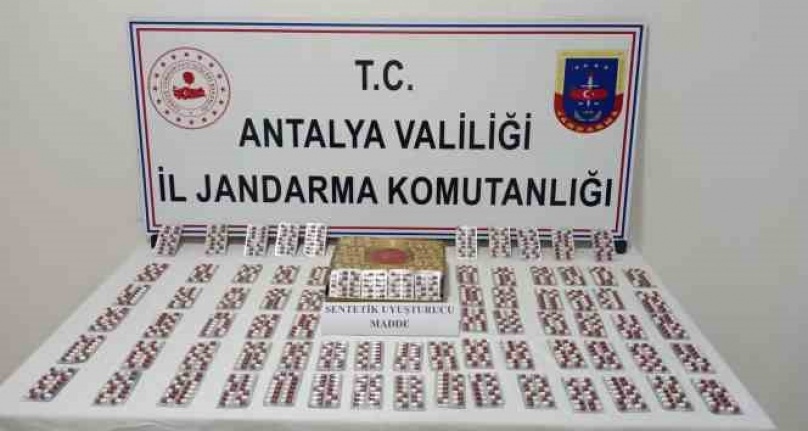 T.C.
ANTALYA VALİLİĞİ
İL JANDARMA KOMUTANLIĞI
SENTETİK UYUŞTURUCU
MADDE